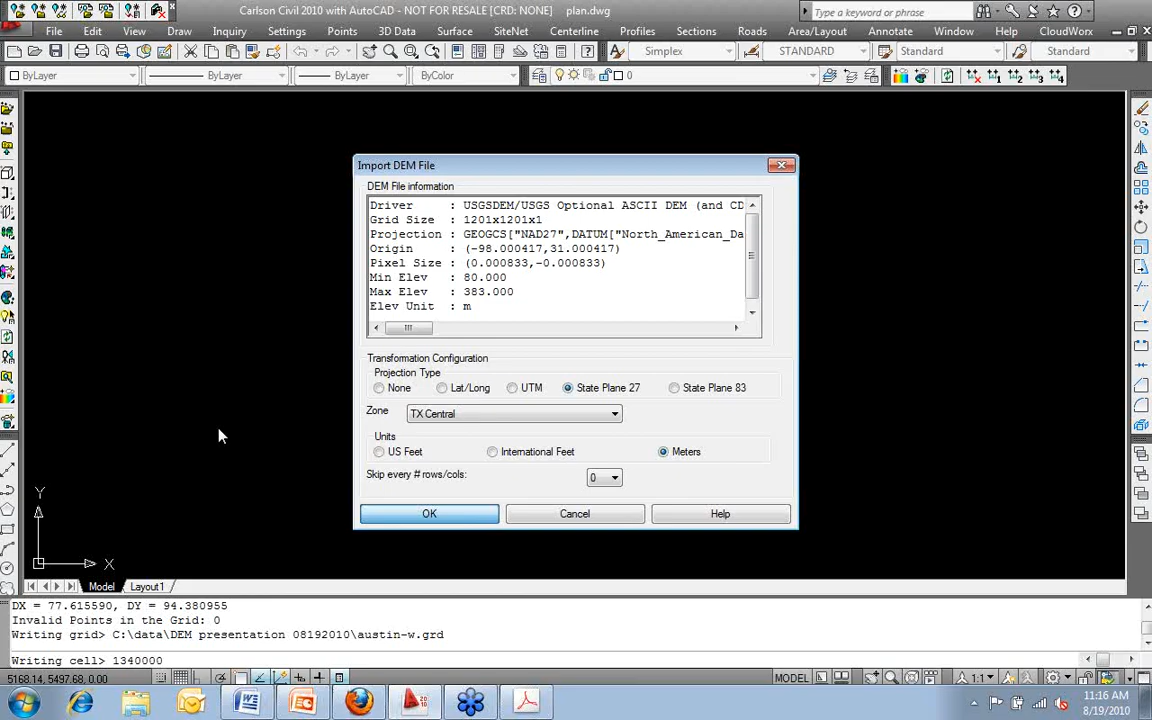 Carlson Civil 2010 with AutoCAD - NOT FOR RESALE [CRD: NONE] plan.dwg
Type a keyword or phrase
File Edit View Draw Inquiry Settings Points 3D Data Surface SiteNet Centerline Profiles Sections Roads Area/Layout Annotate Window Help CloudWorx
Simplex STANDARD Standard Standard
ByLayer ByLayer ByLayer ByColor 0
Import DEM File
DEM File information
Driver : USGSDEM/USGS Optional ASCII DEM (and CD
Grid Size : 1201x1201x1
Projection : GEOGCS["NAD27",DATUM["North_American_Da
Origin : (-98.000417,31.000417)
Pixel Size : (0.000833,-0.000833)
Min Elev : 80.000
Max Elev : 383.000
Elev Unit : m
Transformation Configuration
Projection Type
None Lat/Long UTM State Plane 27 State Plane 83
Zone TX Central
Units
US Feet International Feet Meters
Skip every # rows/cols: 0
OK Cancel Help
Y
X
Model Layout1
DX = 77.615590, DY = 94.380955
Invalid Points in the Grid: 0
Writing grid> C:\data\DEM presentation 08192010\austin-w.grd
Writing cell> 1340000
5168.14, 5497.68, 0.00 MODEL 1:1
11:16 AM
8/19/2010